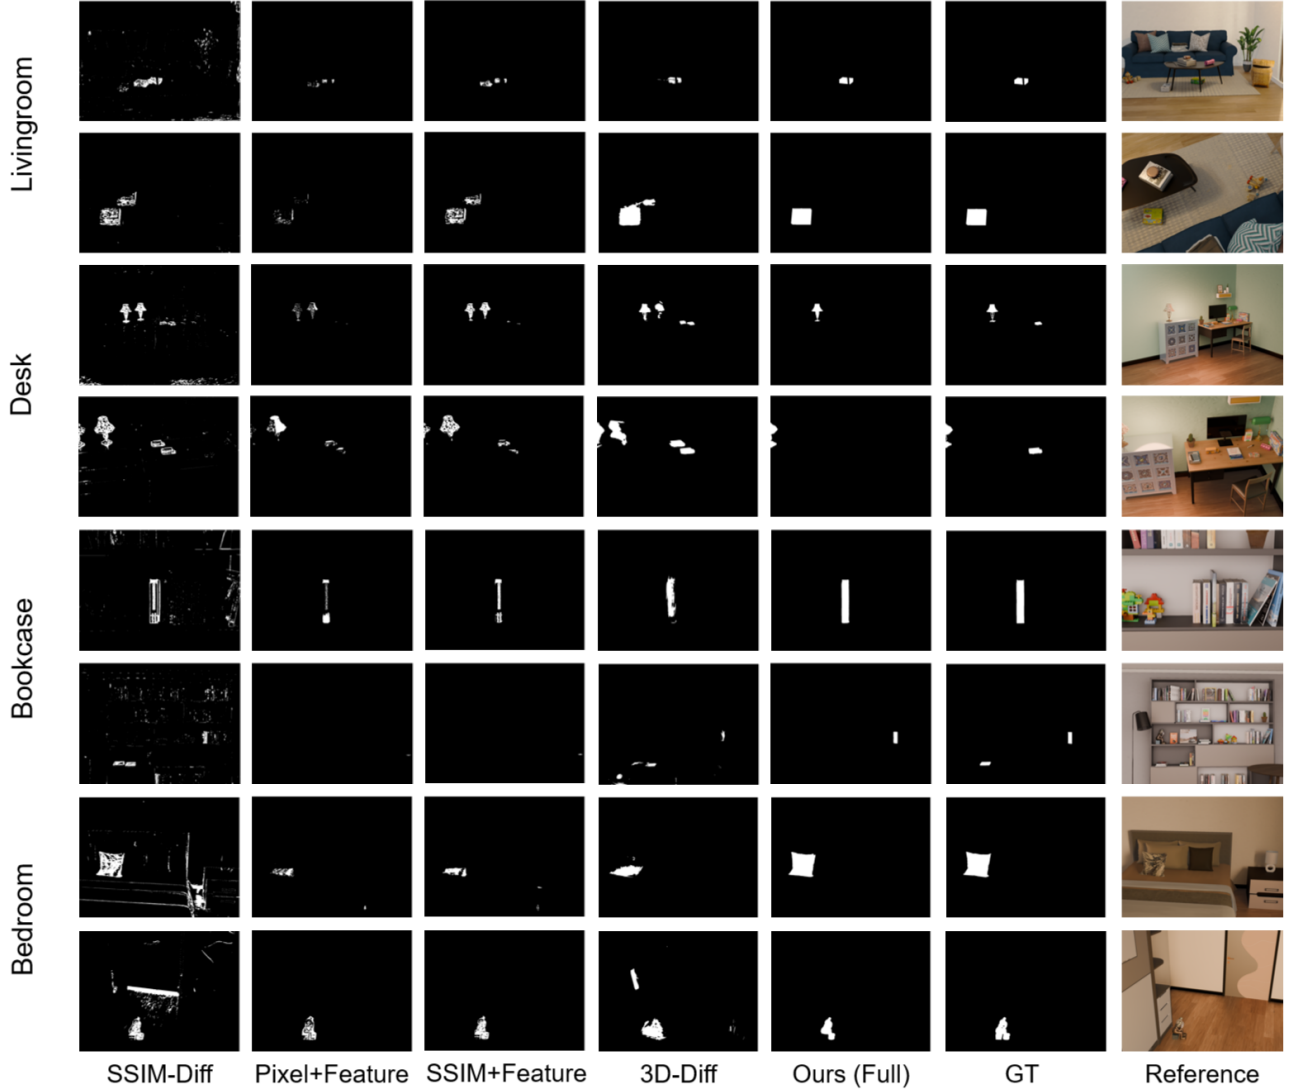 Livingroom
Desk
Bookcase
Bedroom
SSIM-Diff Pixel+Feature SSIM+Feature 3D-Diff Ours (Full) GT Reference